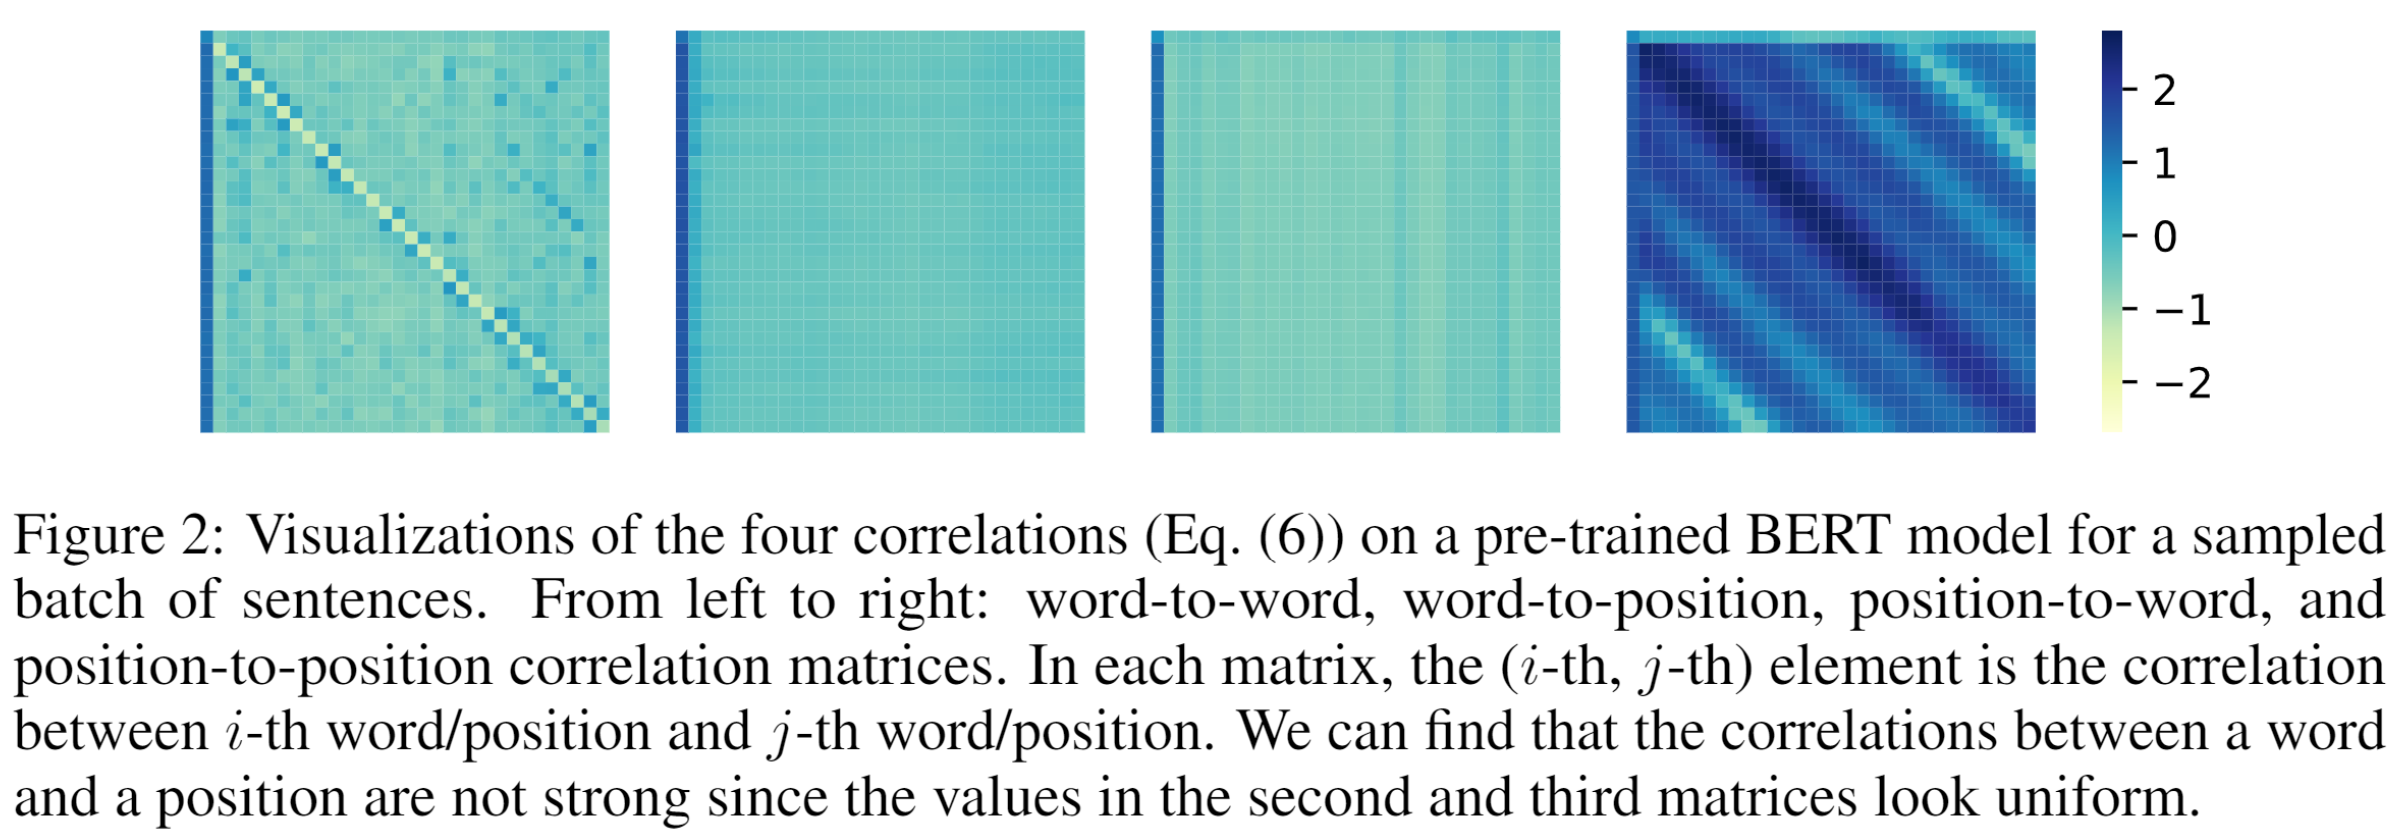 2
1
0
−1
−2
Figure 2: Visualizations of the four correlations (Eq. (6)) on a pre-trained BERT model for a sampled
batch of sentences. From left to right: word-to-word, word-to-position, position-to-word, and
position-to-position correlation matrices. In each matrix, the (i-th, j-th) element is the correlation
between i-th word/position and j-th word/position. We can find that the correlations between a word
and a position are not strong since the values in the second and third matrices look uniform.